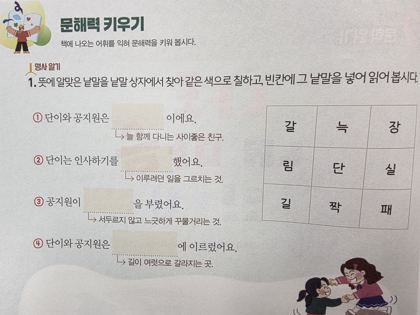 문해력 키우기
책에 나오는 어휘를 익혀 문해력을 키워 봅시다.
명사 알기
1. 뜻에 알맞은 낱말을 낱말 상자에서 찾아 같은 색으로 칠하고, 빈칸에 그 낱말을 넣어 읽어 봅시다.
① 단이와 공지원은 이에요.
늘 함께 다니는 사이좋은 친구.
② 단이는 인사하기를 했어요.
이루려던 일을 그르치는 것.
③ 공지원이 을 부렸어요.
서두르지 않고 느긋하게 꾸물거리는 것.
④ 단이와 공지원은 에 이르렀어요.
길이 여럿으로 갈라지는 곳.
갈 늑 장
림 단 실
길 짝 패